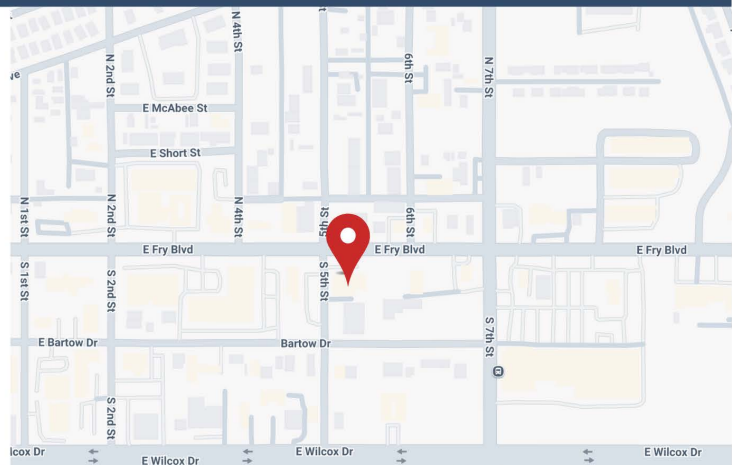 N 4th St
N 2nd St
6th St
N 7th St
E McAbee St
E Short St
N 1st St
N 2nd St
N 4th St
5th St
6th St
E Fry Blvd
E Fry Blvd
E Fry Blvd
S 1st St
S 2nd St
S 5th St
S 7th St
E Bartow Dr
Bartow Dr
S 2nd St
lcox Dr
E Wilcox Dr
E Wilcox Dr
E Wilcox Dr